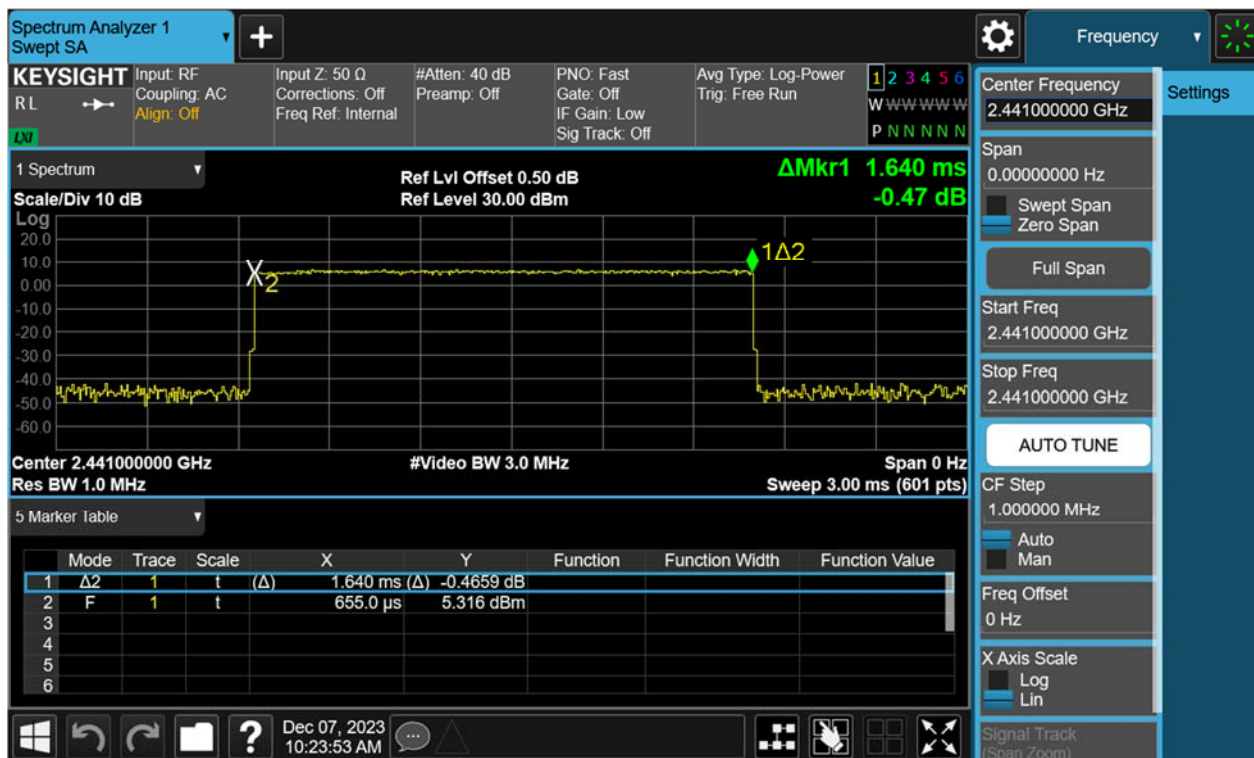 Spectrum Analyzer 1
Swept SA
Frequency
KEYSIGHT
R L
LXI
Input: RF
Coupling: AC
Align: Off
Input Z: 50 Ω
Corrections: Off
Freq Ref: Internal
#Atten: 40 dB
Preamp: Off
PNO: Fast
Gate: Off
IF Gain: Low
Sig Track: Off
Avg Type: Log-Power
Trig: Free Run
1 2 3 4 5 6
W W W W W W
P N N N N N
1 Spectrum
Scale/Div 10 dB
Ref Lvl Offset 0.50 dB
Ref Level 30.00 dBm
ΔMkr1 1.640 ms
-0.47 dB
Log
20.0
10.0
0.00
-10.0
-20.0
-30.0
-40.0
-50.0
-60.0
X2
1Δ2
Center 2.441000000 GHz
#Video BW 3.0 MHz
Span 0 Hz
Res BW 1.0 MHz
Sweep 3.00 ms (601 pts)
5 Marker Table
Mode Trace Scale X Y Function Function Width Function Value
1 Δ2 1 t (Δ) 1.640 ms (Δ) -0.4659 dB
2 F 1 t 655.0 µs 5.316 dBm
3
4
5
6
Center Frequency
2.441000000 GHz
Settings
Span
0.00000000 Hz
Swept Span
Zero Span
Full Span
Start Freq
2.441000000 GHz
Stop Freq
2.441000000 GHz
AUTO TUNE
CF Step
1.000000 MHz
Auto
Man
Freq Offset
0 Hz
X Axis Scale
Log
Lin
Signal Track
(Span Zoom)
?
Dec 07, 2023
10:23:53 AM